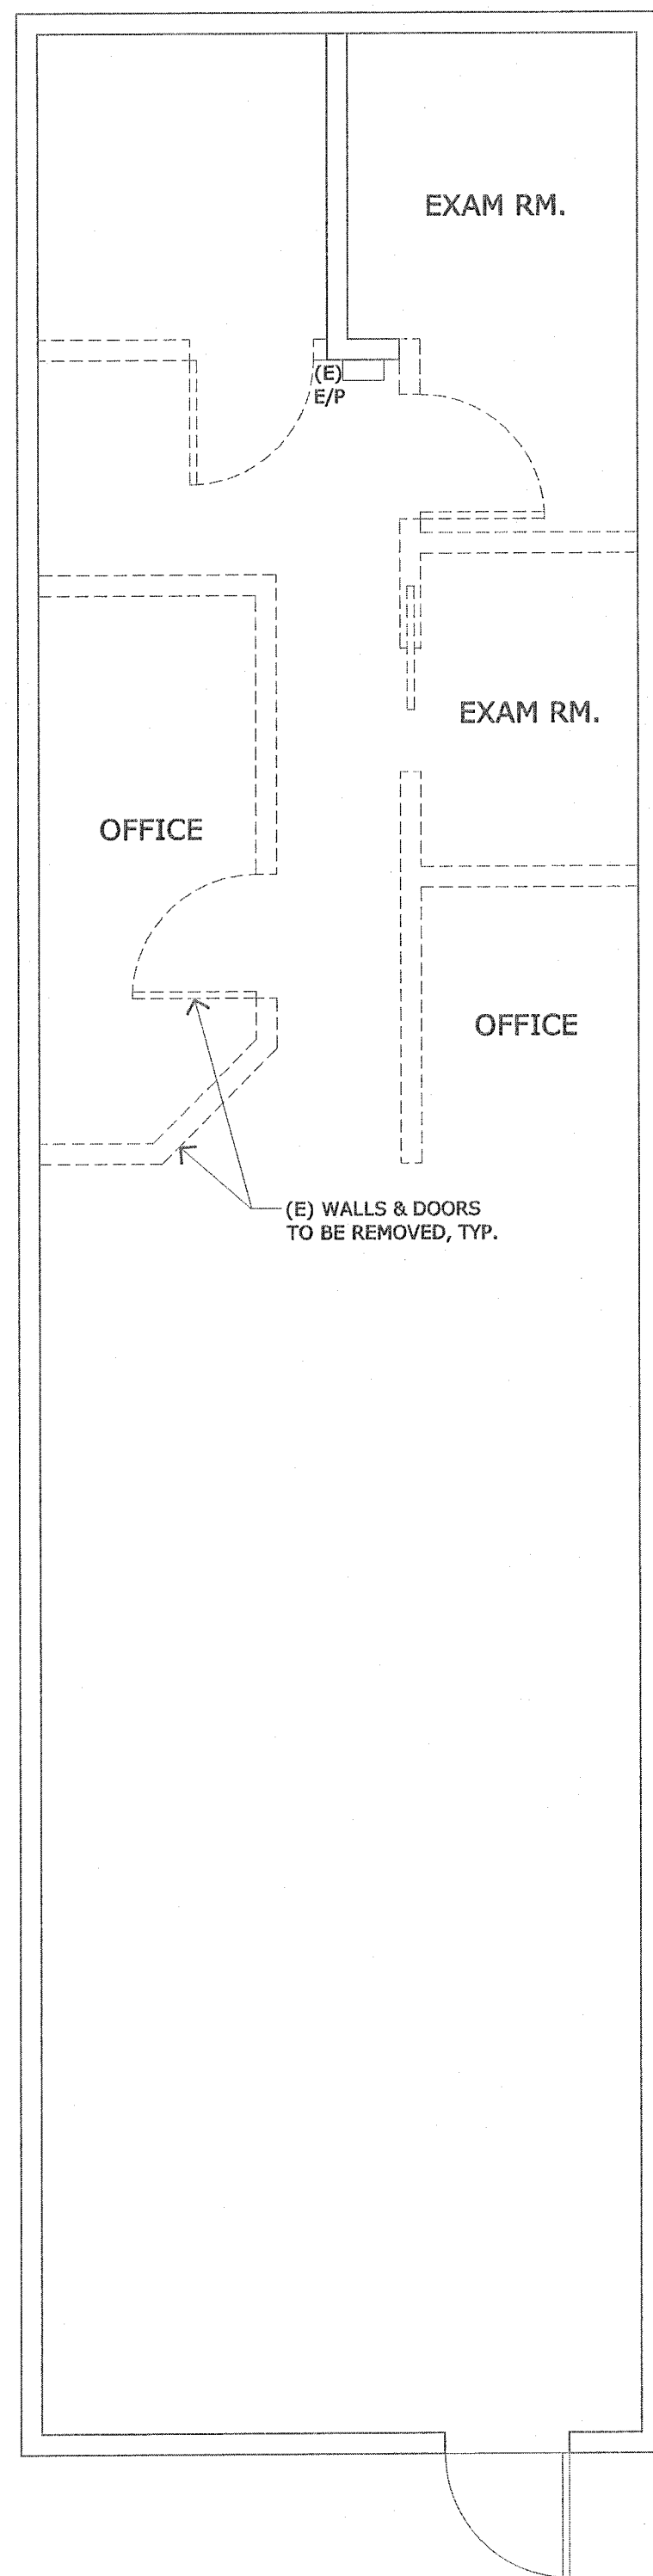 EXAM RM.
(E)
E/P
EXAM RM.
OFFICE
OFFICE
(E) WALLS & DOORS
TO BE REMOVED, TYP.